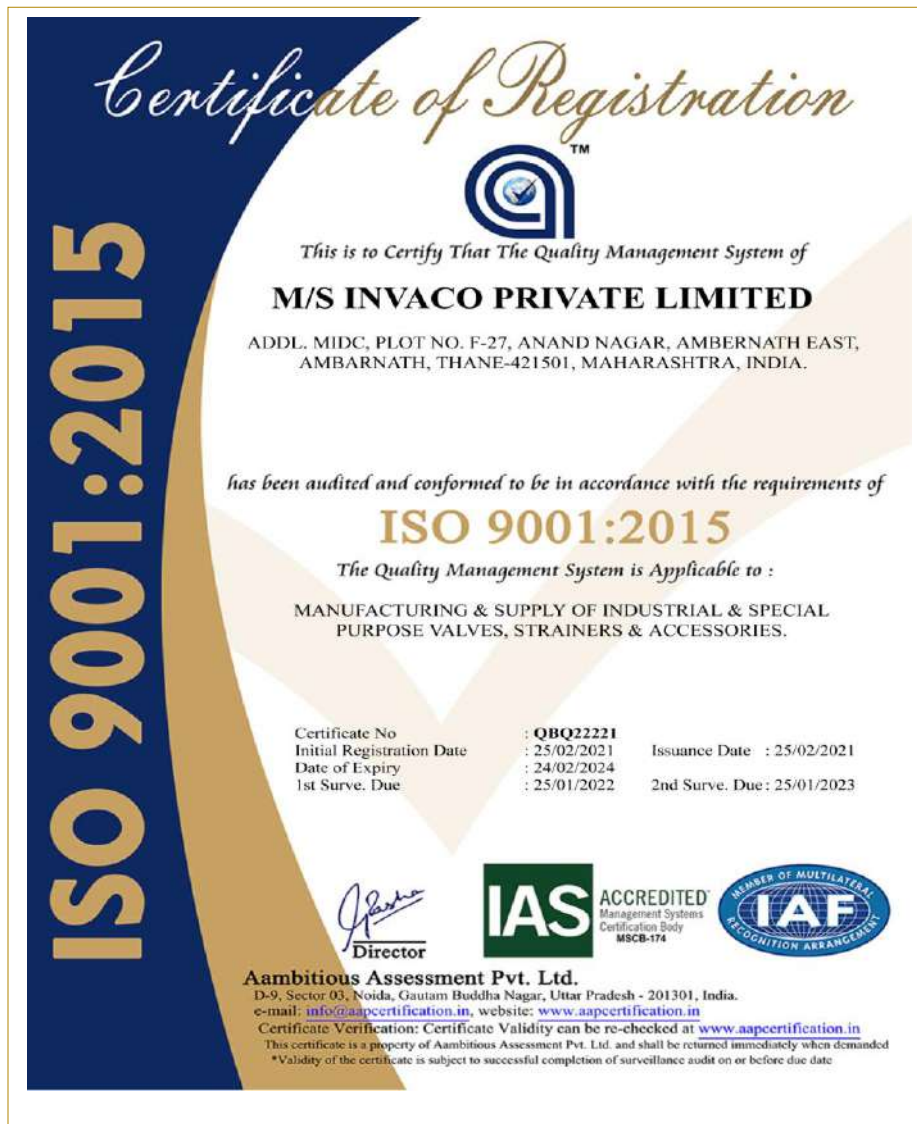 Certificate of Registration
TM
This is to Certify That The Quality Management System of
M/S INVACO PRIVATE LIMITED
ADDL. MIDC, PLOT NO. F-27, ANAND NAGAR, AMBERNATH EAST,
AMBARNATH, THANE-421501, MAHARASHTRA, INDIA.
has been audited and conformed to be in accordance with the requirements of
ISO 9001:2015
The Quality Management System is Applicable to :
MANUFACTURING & SUPPLY OF INDUSTRIAL & SPECIAL
PURPOSE VALVES, STRAINERS & ACCESSORIES.
Certificate No : QBQ22221
Initial Registration Date : 25/02/2021 Issuance Date : 25/02/2021
Date of Expiry : 24/02/2024
1st Surve. Due : 25/01/2022 2nd Surve. Due : 25/01/2023
ISO 9001:2015
Director
IAS ACCREDITED
Management Systems
Certification Body
MSCB-174
MEMBER OF MULTILATERAL
IAF
RECOGNITION ARRANGEMENT
Aambitious Assessment Pvt. Ltd.
D-9, Sector 03, Noida, Gautam Buddha Nagar, Uttar Pradesh - 201301, India.
e-mail: info@aapcertification.in, website: www.aapcertification.in
Certificate Verification: Certificate Validity can be re-checked at www.aapcertification.in
This certificate is a property of Aambitious Assessment Pvt. Ltd. and shall be returned immediately when demanded
*Validity of the certificate is subject to successful completion of surveillance audit on or before due date